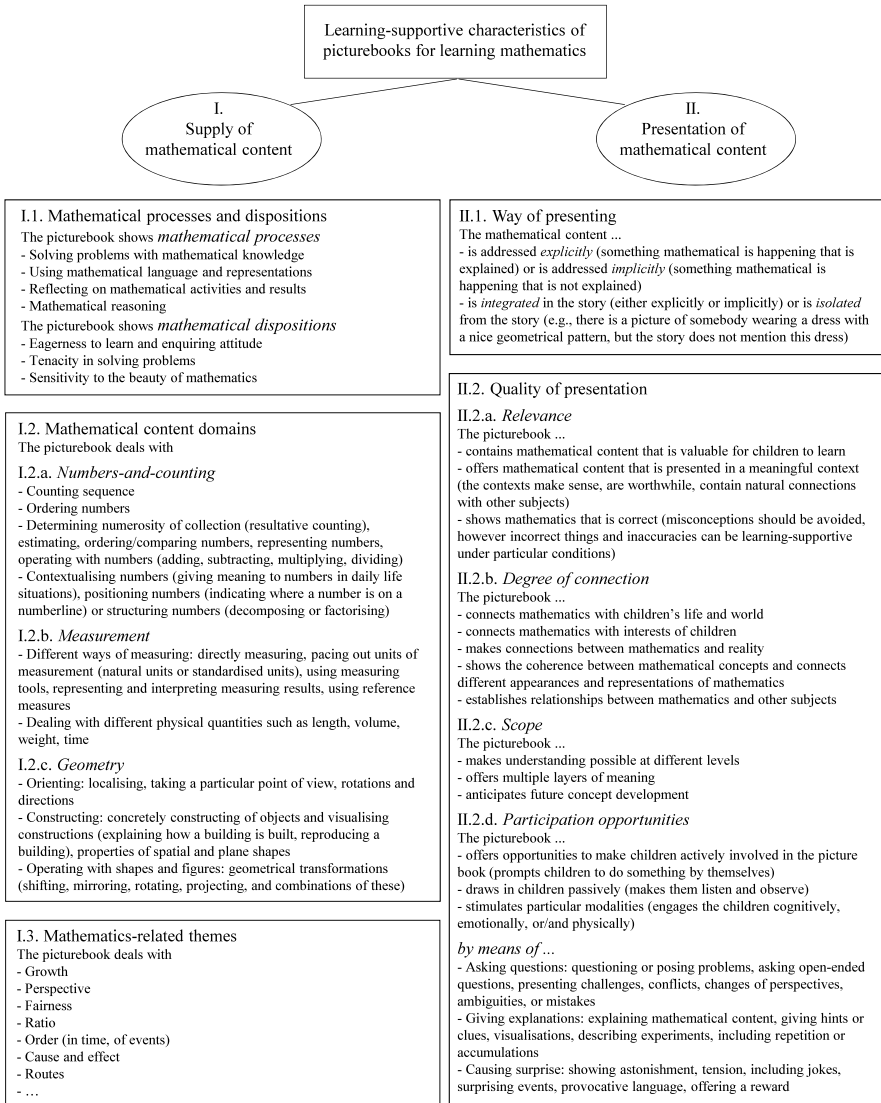 Learning-supportive characteristics of
picturebooks for learning mathematics
I.
Supply of
mathematical content
II.
Presentation of
mathematical content
I.1. Mathematical processes and dispositions
The picturebook shows mathematical processes
- Solving problems with mathematical knowledge
- Using mathematical language and representations
- Reflecting on mathematical activities and results
- Mathematical reasoning
The picturebook shows mathematical dispositions
- Eagerness to learn and enquiring attitude
- Tenacity in solving problems
- Sensitivity to the beauty of mathematics
I.2. Mathematical content domains
The picturebook deals with
I.2.a. Numbers-and-counting
- Counting sequence
- Ordering numbers
- Determining numerosity of collection (resultative counting),
estimating, ordering/comparing numbers, representing numbers,
operating with numbers (adding, subtracting, multiplying, dividing)
- Contextualising numbers (giving meaning to numbers in daily life
situations), positioning numbers (indicating where a number is on a
numberline) or structuring numbers (decomposing or factorising)
I.2.b. Measurement
- Different ways of measuring: directly measuring, pacing out units of
measurement (natural units or standardised units), using measuring
tools, representing and interpreting measuring results, using reference
measures
- Dealing with different physical quantities such as length, volume,
weight, time
I.2.c. Geometry
- Orienting: localising, taking a particular point of view, rotations and
directions
- Constructing: concretely constructing of objects and visualising
constructions (explaining how a building is built, reproducing a
building), properties of spatial and plane shapes
- Operating with shapes and figures: geometrical transformations
(shifting, mirroring, rotating, projecting, and combinations of these)
I.3. Mathematics-related themes
The picturebook deals with
- Growth
- Perspective
- Fairness
- Ratio
- Order (in time, of events)
- Cause and effect
- Routes
- …
II.1. Way of presenting
The mathematical content ...
- is addressed explicitly (something mathematical is happening that is
explained) or is addressed implicitly (something mathematical is
happening that is not explained)
- is integrated in the story (either explicitly or implicitly) or is isolated
from the story (e.g., there is a picture of somebody wearing a dress with
a nice geometrical pattern, but the story does not mention this dress)
II.2. Quality of presentation
II.2.a. Relevance
The picturebook ...
- contains mathematical content that is valuable for children to learn
- offers mathematical content that is presented in a meaningful context
(the contexts make sense, are worthwhile, contain natural connections
with other subjects)
- shows mathematics that is correct (misconceptions should be avoided,
however incorrect things and inaccuracies can be learning-supportive
under particular conditions)
II.2.b. Degree of connection
The picturebook ...
- connects mathematics with children's life and world
- connects mathematics with interests of children
- makes connections between mathematics and reality
- shows the coherence between mathematical concepts and connects
different appearances and representations of mathematics
- establishes relationships between mathematics and other subjects
II.2.c. Scope
The picturebook ...
- makes understanding possible at different levels
- offers multiple layers of meaning
- anticipates future concept development
II.2.d. Participation opportunities
The picturebook ...
- offers opportunities to make children actively involved in the picture
book (prompts children to do something by themselves)
- draws in children passively (makes them listen and observe)
- stimulates particular modalities (engages the children cognitively,
emotionally, or/and physically)
by means of ...
- Asking questions: questioning or posing problems, asking open-ended
questions, presenting challenges, conflicts, changes of perspectives,
ambiguities, or mistakes
- Giving explanations: explaining mathematical content, giving hints or
clues, visualisations, describing experiments, including repetition or
accumulations
- Causing surprise: showing astonishment, tension, including jokes,
surprising events, provocative language, offering a reward